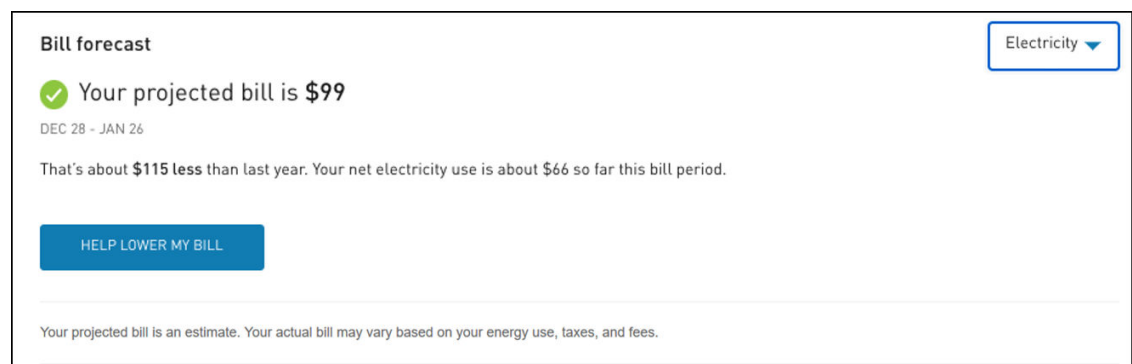 Bill forecast
Electricity
Your projected bill is $99
DEC 28 - JAN 26
That's about $115 less than last year. Your net electricity use is about $66 so far this bill period.
HELP LOWER MY BILL
Your projected bill is an estimate. Your actual bill may vary based on your energy use, taxes, and fees.